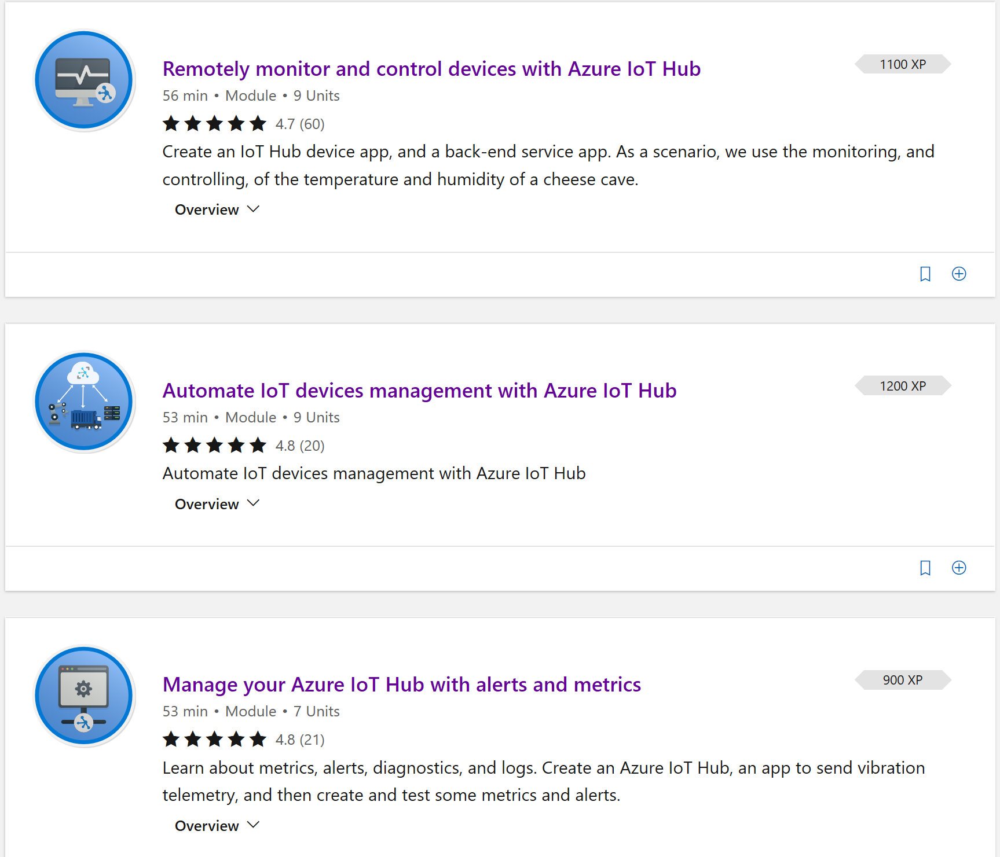 Remotely monitor and control devices with Azure IoT Hub
1100 XP
56 min • Module • 9 Units
4.7 (60)
Create an IoT Hub device app, and a back-end service app. As a scenario, we use the monitoring, and
controlling, of the temperature and humidity of a cheese cave.
Overview
Automate IoT devices management with Azure IoT Hub
1200 XP
53 min • Module • 9 Units
4.8 (20)
Automate IoT devices management with Azure IoT Hub
Overview
Manage your Azure IoT Hub with alerts and metrics
900 XP
53 min • Module • 7 Units
4.8 (21)
Learn about metrics, alerts, diagnostics, and logs. Create an Azure IoT Hub, an app to send vibration
telemetry, and then create and test some metrics and alerts.
Overview